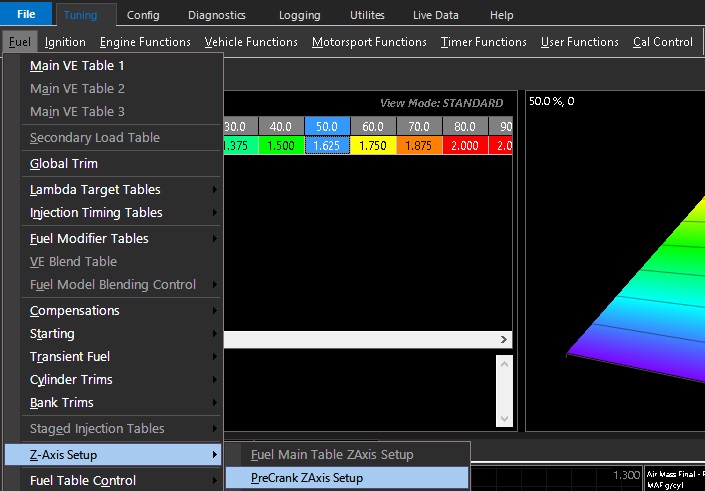 File Tuning Config Diagnostics Logging Utilites Live Data Help
Fuel Ignition Engine Functions Vehicle Functions Motorsport Functions Timer Functions User Functions Cal Control
Main VE Table 1
Main VE Table 2
Main VE Table 3
Secondary Load Table
Global Trim
Lambda Target Tables
Injection Timing Tables
Fuel Modifier Tables
VE Blend Table
Fuel Model Blending Control
Compensations
Starting
Transient Fuel
Cylinder Trims
Bank Trims
Staged Injection Tables
Z-Axis Setup
Fuel Table Control
Fuel Main Table ZAxis Setup
PreCrank ZAxis Setup
View Mode: STANDARD
30.0 40.0 50.0 60.0 70.0 80.0 90
1.375 1.500 1.625 1.750 1.875 2.000 2.0
50.0 %, 0
1.300
Air Mass Final -
MAF g/cyl